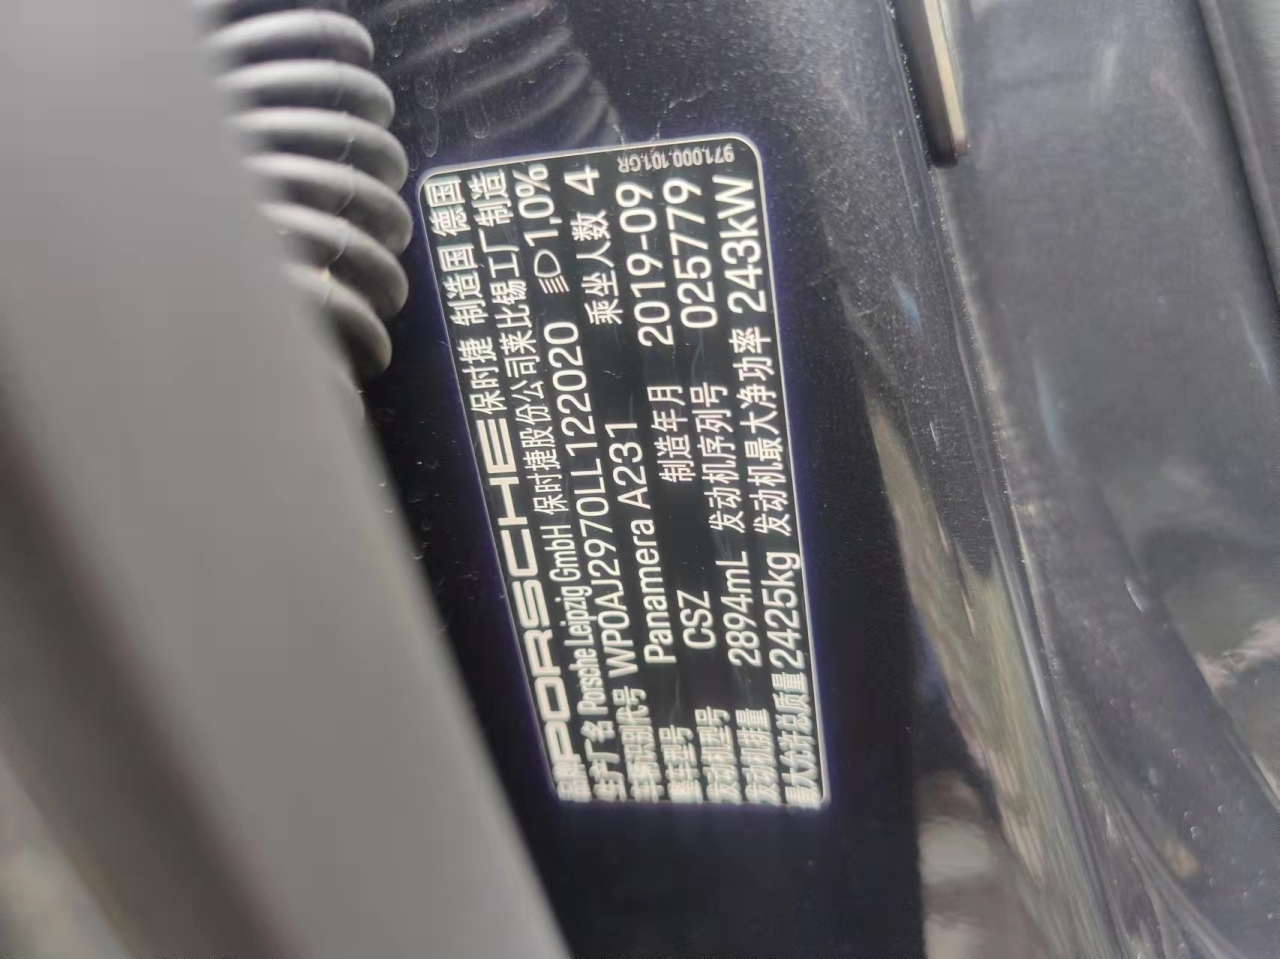 971.000.101.GR
品牌 PORSCHE 保时捷 制造国 德国
生产厂名 Porsche Leipzig GmbH 保时捷股份公司莱比锡工厂制造
车辆识别代号 WP0AJ2970LL122020 1,0%
整车型号 Panamera A231 乘坐人数 4
发动机型号 CSZ 制造年月 2019-09
发动机排量 2894mL 发动机序列号 025779
最大允许总质量 2425kg 发动机最大净功率 243kW